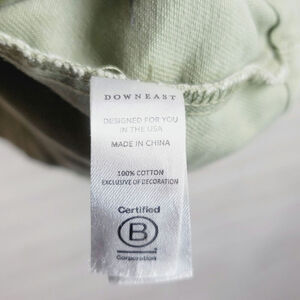 DOWNEAST
DESIGNED FOR YOU
IN THE USA
MADE IN CHINA
100% COTTON
EXCLUSIVE OF DECORATION
Certified
B
Corporation